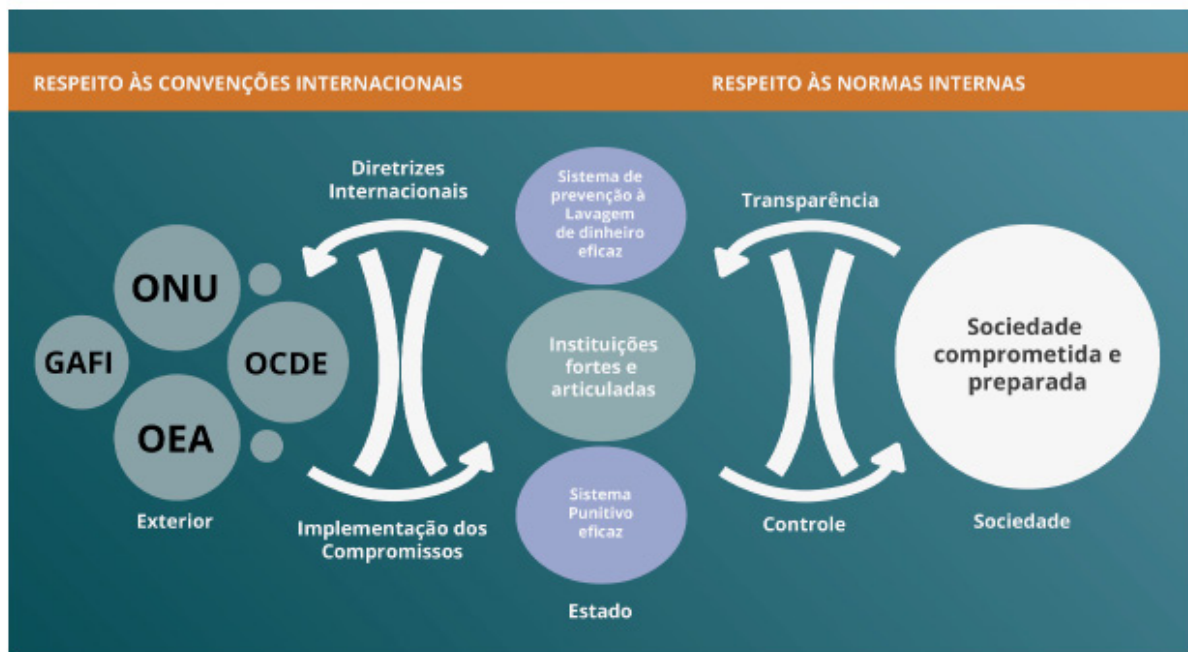 RESPEITO ÀS CONVENÇÕES INTERNACIONAIS
RESPEITO ÀS NORMAS INTERNAS
Diretrizes
Internacionais
Sistema de
prevenção à
Lavagem
de dinheiro
eficaz
Transparência
ONU
GAFI
OCDE
OEA
Exterior
Instituições
fortes e
articuladas
Sociedade
comprometida e
preparada
Implementação dos
Compromissos
Sistema
Punitivo
eficaz
Controle
Sociedade
Estado